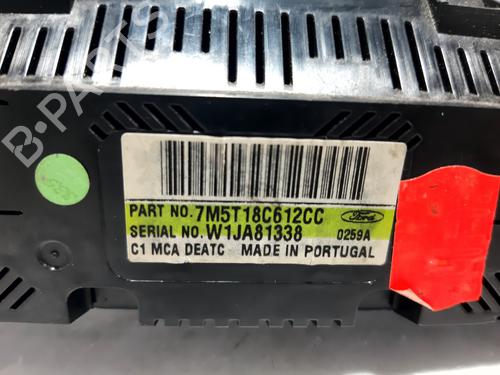 B-PARTS
PART NO. 7M5T18C612CC Ford
SERIAL NO. W1JA81338 0259A
C1 MCA DEATC MADE IN PORTUGAL